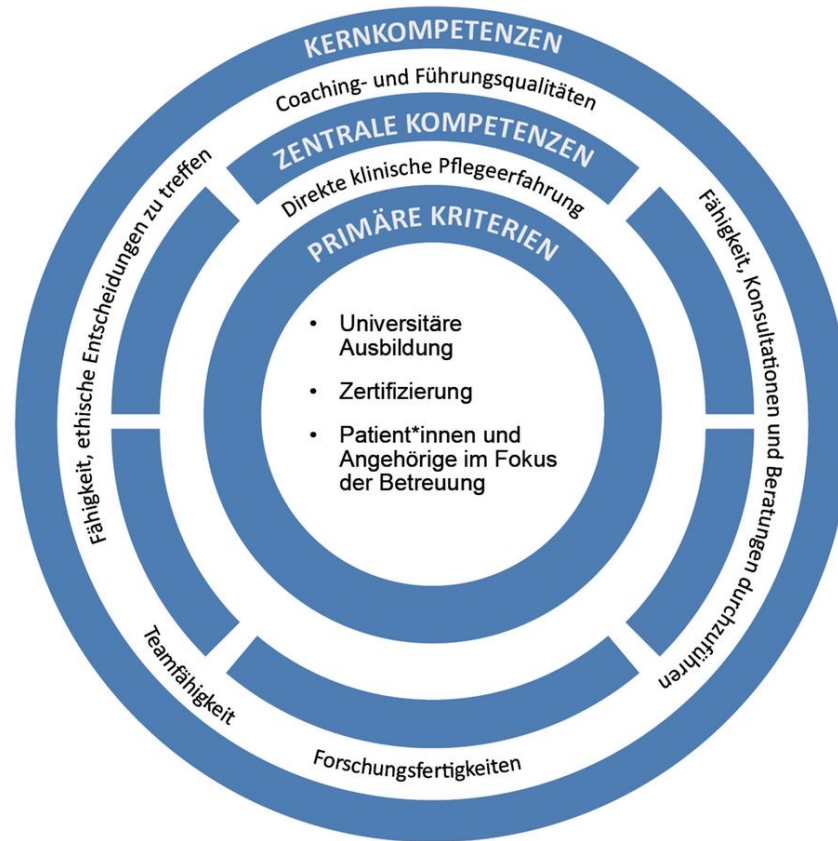 KERNKOMPETENZEN
Coaching- und Führungsqualitäten
ZENTRALE KOMPETENZEN
Direkte klinische Pflegeerfahrung
PRIMÄRE KRITERIEN
• Universitäre
Ausbildung
• Zertifizierung
• Patient*innen und
Angehörige im Fokus
der Betreuung
Fähigkeit, ethische Entscheidungen zu treffen
Fähigkeit, Konsultationen und Beratungen durchzuführen
Teamfähigkeit
Forschungsfertigkeiten